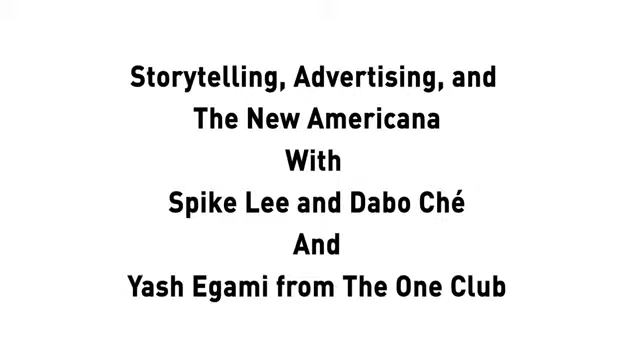 Storytelling, Advertising, and
The New Americana
With
Spike Lee and Dabo Ché
And
Yash Egami from The One Club